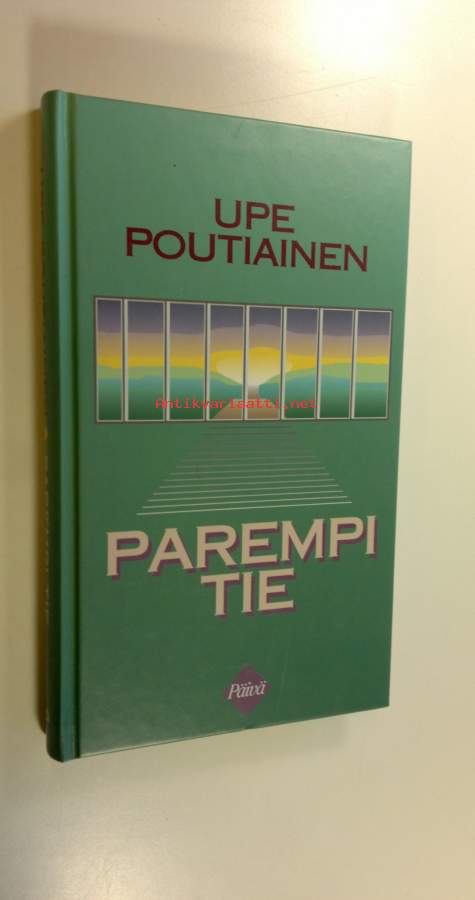 UPE
POUTIAINEN
Antikvariaatti.net
PAREMPI
TIE
Päivä